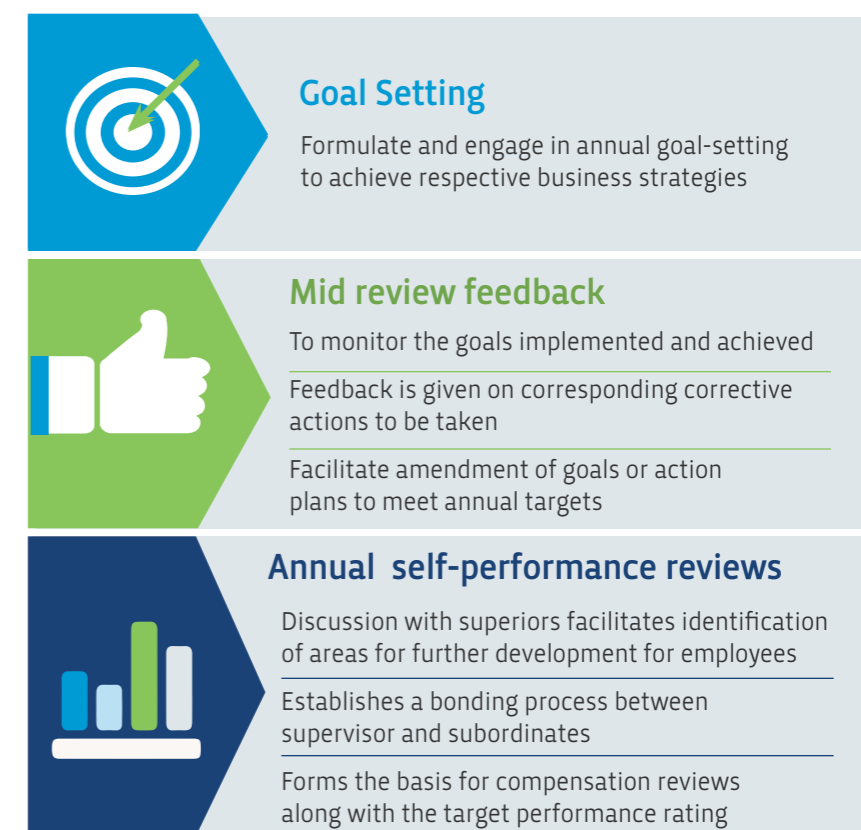 Goal Setting
Formulate and engage in annual goal-setting
to achieve respective business strategies
Mid review feedback
To monitor the goals implemented and achieved
Feedback is given on corresponding corrective
actions to be taken
Facilitate amendment of goals or action
plans to meet annual targets
Annual self-performance reviews
Discussion with superiors facilitates identification
of areas for further development for employees
Establishes a bonding process between
supervisor and subordinates
Forms the basis for compensation reviews
along with the target performance rating